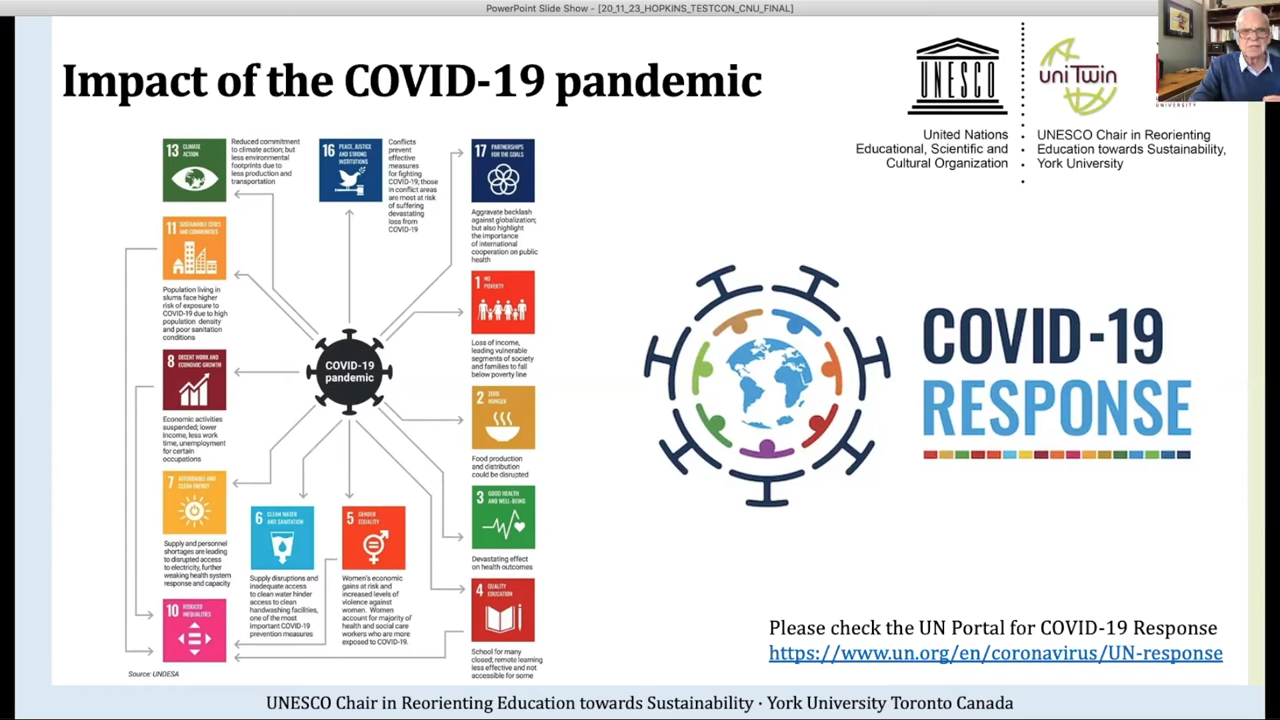 PowerPoint Slide Show - [20_11_23_HOPKINS_TESTCON_CNU_FINAL]
Impact of the COVID-19 pandemic
UNESCO
uniTwin
United Nations
Educational, Scientific and
Cultural Organization
UNESCO Chair in Reorienting
Education towards Sustainability,
York University
UNIVERSITY
13 CLIMATE
ACTION
Reduced commitment
to climate action; but
less environmental
footprints due to
less production and
transportation
16 PEACE, JUSTICE
AND STRONG
INSTITUTIONS
Conflicts
prevent
effective
measures
for fighting
COVID-19; those
in conflict areas
are most at risk
of suffering
devastating
loss from
COVID-19
17 PARTNERSHIPS
FOR THE GOALS
Aggravate backlash
against globalization;
but also highlight
the importance
of international
cooperation on public
health
11 SUSTAINABLE CITIES
AND COMMUNITIES
Population living in
slums face higher
risk of exposure to
COVID-19 due to high
population density
and poor sanitation
conditions
1 NO
POVERTY
Loss of income,
leading vulnerable
segments of society
and families to fall
below poverty line
8 DECENT WORK AND
ECONOMIC GROWTH
Economic activities
suspended; lower
income, less work
time, unemployment
for certain
occupations
COVID-19
pandemic
2 ZERO
HUNGER
Food production
and distribution
could be disrupted
7 AFFORDABLE AND
CLEAN ENERGY
Supply and personnel
shortages are leading
to disrupted access
to electricity, further
weaking health system
response and capacity
6 CLEAN WATER
AND SANITATION
Supply disruptions and
inadequate access
to clean water hinder
access to clean
handwashing facilities,
one of the most
important COVID-19
prevention measures
5 GENDER
EQUALITY
Women's economic
gains at risk and
increased levels of
violence against
women. Women
account for majority of
health and social care
workers who are more
exposed to COVID-19.
3 GOOD HEALTH
AND WELL-BEING
Devastating effect
on health outcomes
10 REDUCED
INEQUALITIES
4 QUALITY
EDUCATION
School for many
closed; remote learning
less effective and not
accessible for some
Source: UNDESA
COVID-19
RESPONSE
Please check the UN Portal for COVID-19 Response
https://www.un.org/en/coronavirus/UN-response
UNESCO Chair in Reorienting Education towards Sustainability · York University Toronto Canada